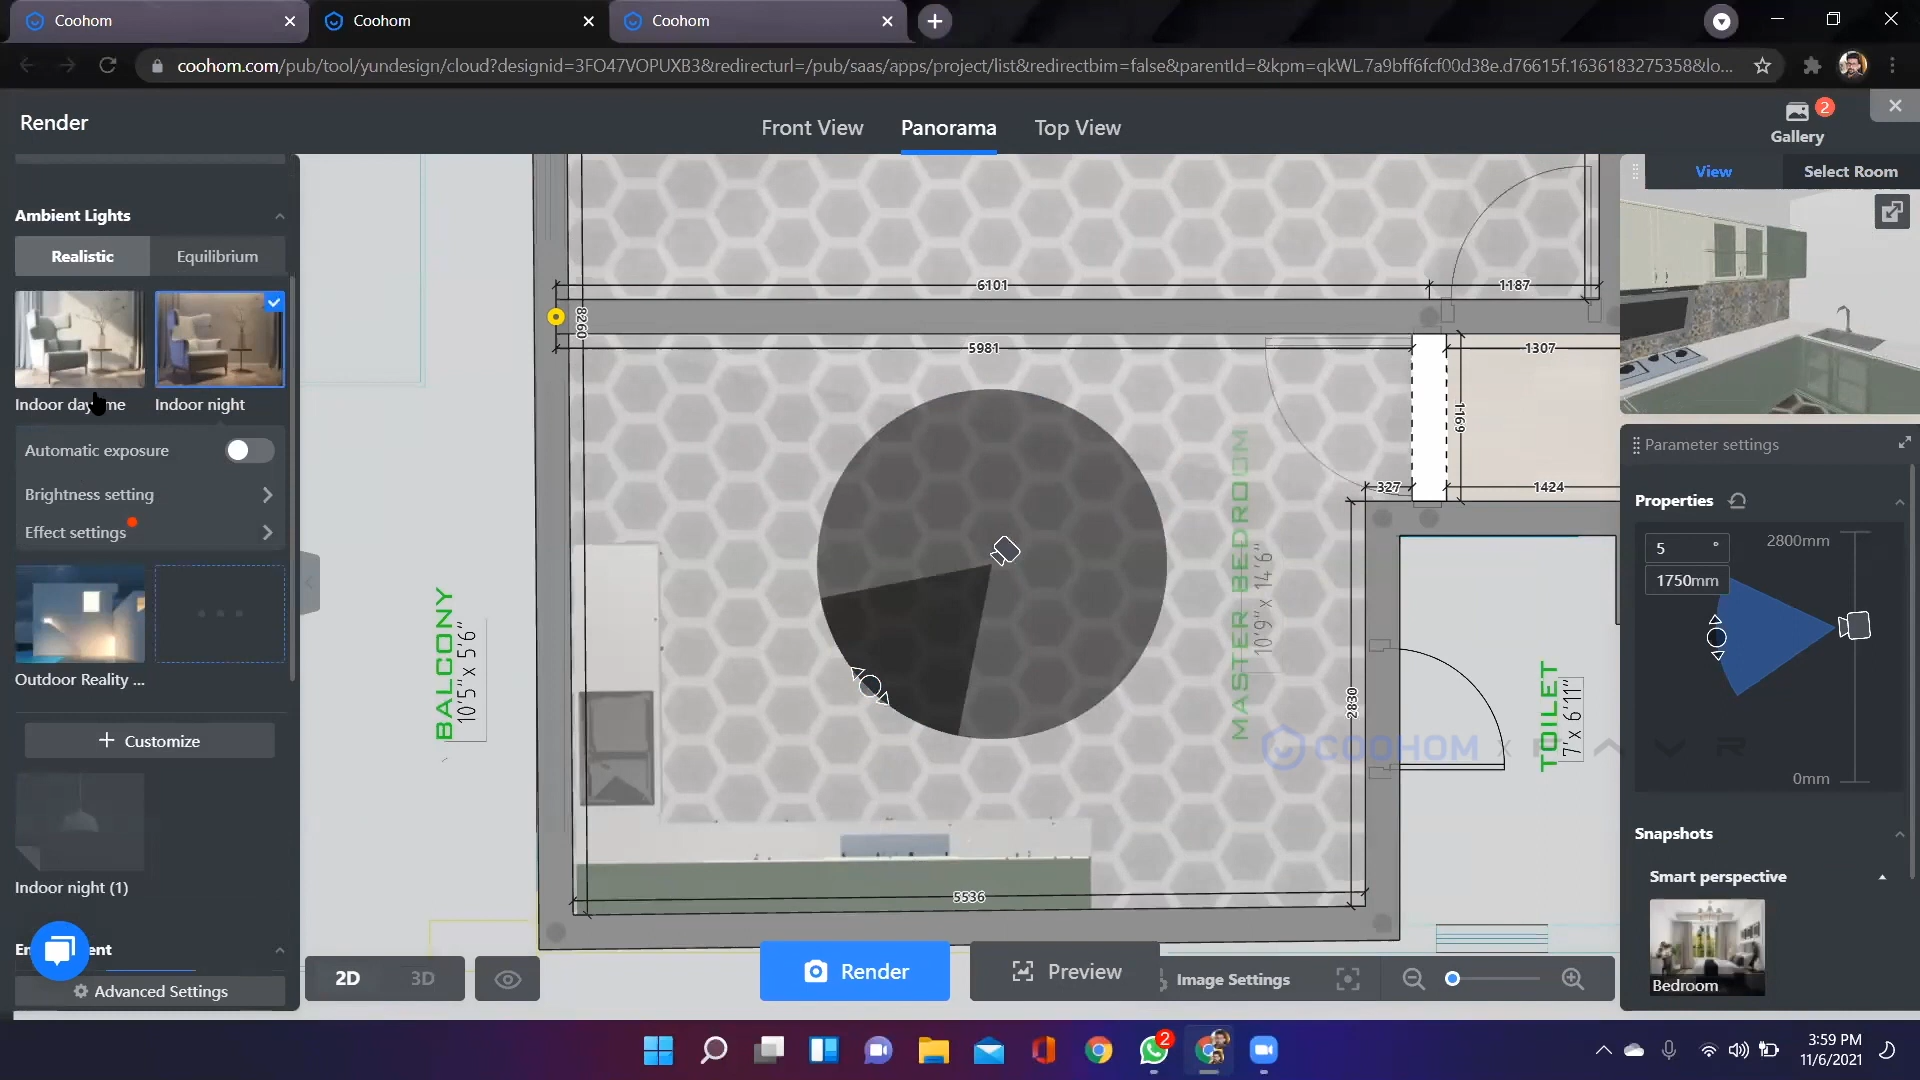 Coohom
Coohom
Coohom
coohom.com/pub/tool/yundesign/cloud?designid=3FO47VOPUXB3&redirecturl=/pub/saas/apps/project/list&redirectbim=false&parentId=&kpm=qkWL.7a9bff6fcf00d38e.d76615f.1636183275358&lo...
Render
Front View
Panorama
Top View
2
Gallery
View
Select Room
Ambient Lights
Realistic
Equilibrium
Indoor night
Automatic exposure
Brightness setting
Effect settings
Outdoor Reality ...
+ Customize
Indoor night (1)
Advanced Settings
6101
1187
8260
5981
1307
1169
327
1424
2830
5536
BALCONY
10'5" x 5'6"
MASTER BEDROOM
10'9" x 14'6"
TOILET
7' x 6'11"
COOHOM x
Parameter settings
Properties
5 °
2800mm
1750mm
0mm
Snapshots
Smart perspective
Bedroom
2D
3D
Render
Preview
Image Settings
2
3:59 PM
11/6/2021